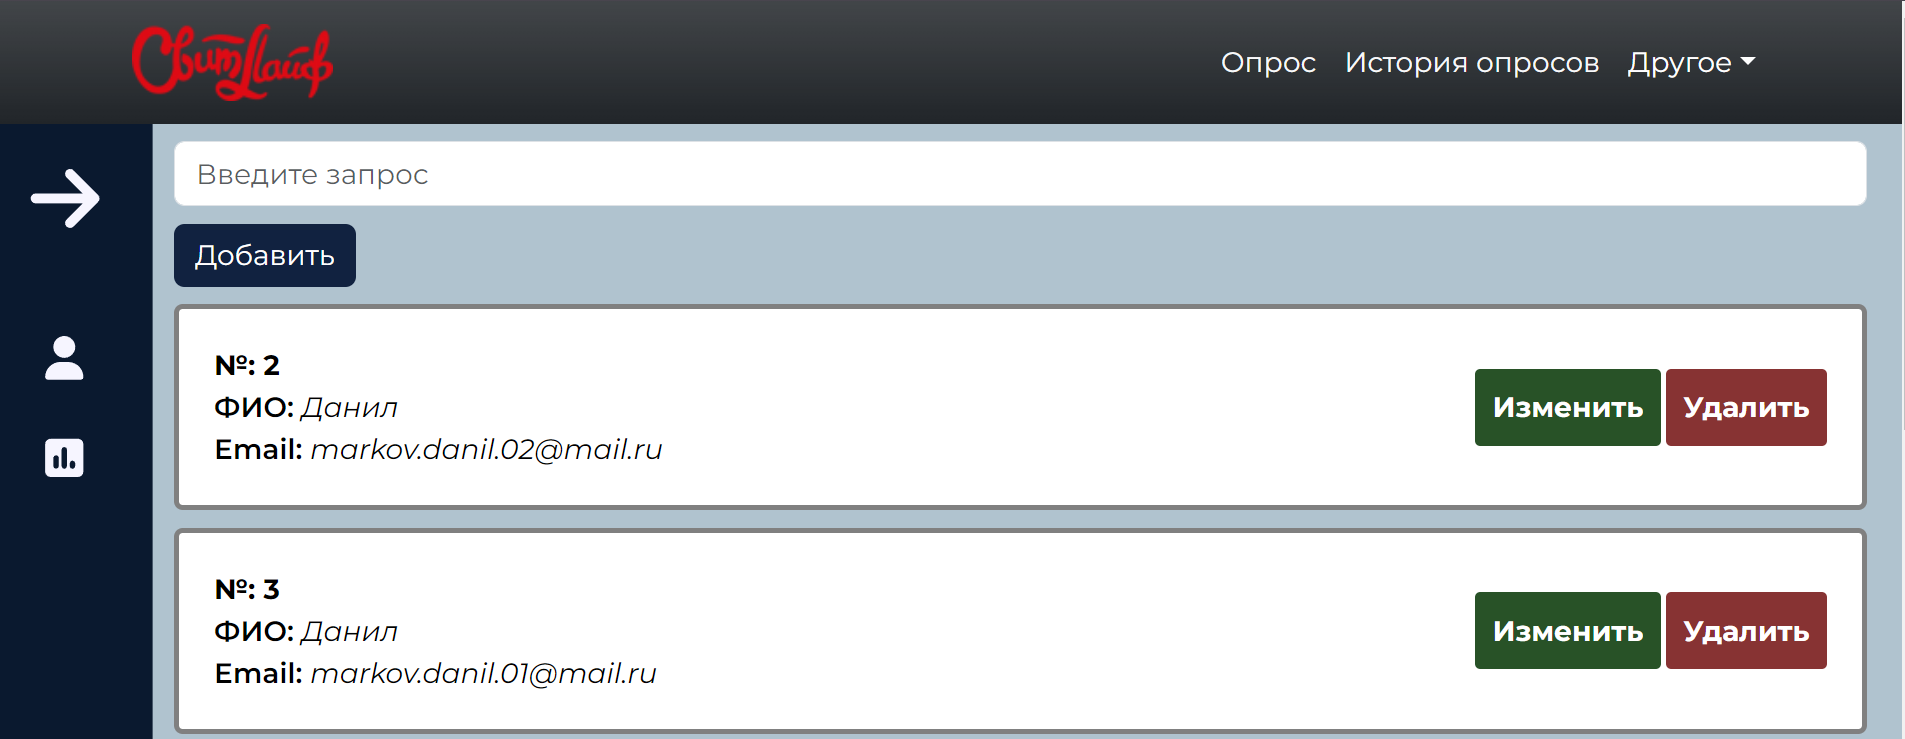 СвитЛайф
Опрос История опросов Другое
Введите запрос
Добавить
№: 2
ФИО: Данил
Email: markov.danil.02@mail.ru
Изменить Удалить
№: 3
ФИО: Данил
Email: markov.danil.01@mail.ru
Изменить Удалить